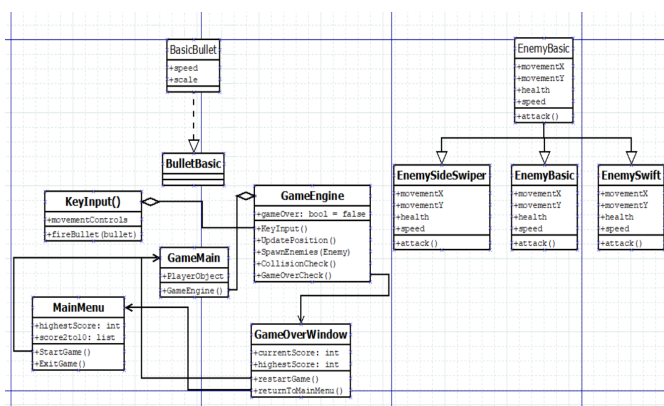 BasicBullet
+speed
+scale
BulletBasic
EnemyBasic
+movementX
+movementY
+health
+speed
+attack()
EnemySideSwiper
+movementX
+movementY
+health
+speed
+attack()
EnemyBasic
+movementX
+movementY
+health
+speed
+attack()
EnemySwift
+movementX
+movementY
+health
+speed
+attack()
KeyInput()
+movementControls
+fireBullet(bullet)
GameEngine
+gameOver: bool = false
+KeyInput()
+UpdatePosition()
+SpawnEnemies(Enemy)
+CollisionCheck()
+GameOverCheck()
GameMain
+PlayerObject
+GameEngine()
MainMenu
+highestScore: int
+score2to10: list
+StartGame()
+ExitGame()
GameOverWindow
+currentScore: int
+highestScore: int
+restartGame()
+returnToMainMenu()